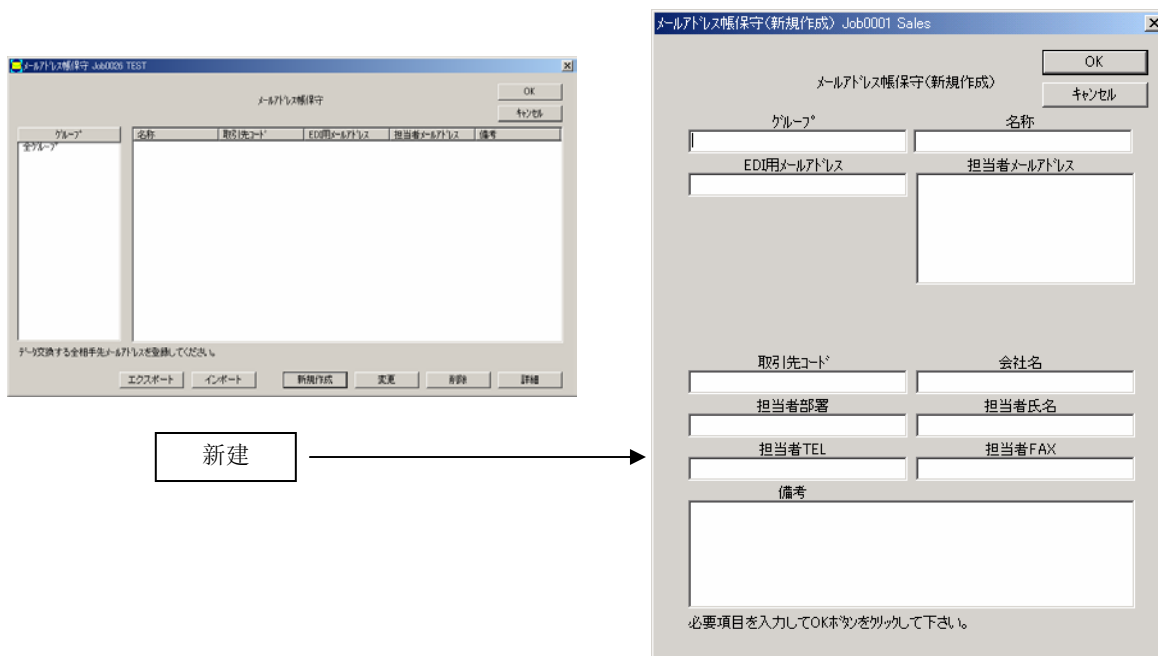 メールアドレス帳保守 Job0026 TEST
メールアドレス帳保守
OK
キャンセル
グループ
名称 取引先コード EDI用メールアドレス 担当者メールアドレス 備考
全グループ
データ交換する全相手先メールアドレスを登録してください。
エクスポート インポート 新規作成 変更 削除 詳細
新建
メールアドレス帳保守(新規作成) Job0001 Sales
OK
メールアドレス帳保守(新規作成)
キャンセル
グループ 名称
EDI用メールアドレス 担当者メールアドレス
取引先コード 会社名
担当者部署 担当者氏名
担当者TEL 担当者FAX
備考
必要項目を入力してOKボタンをクリックして下さい。